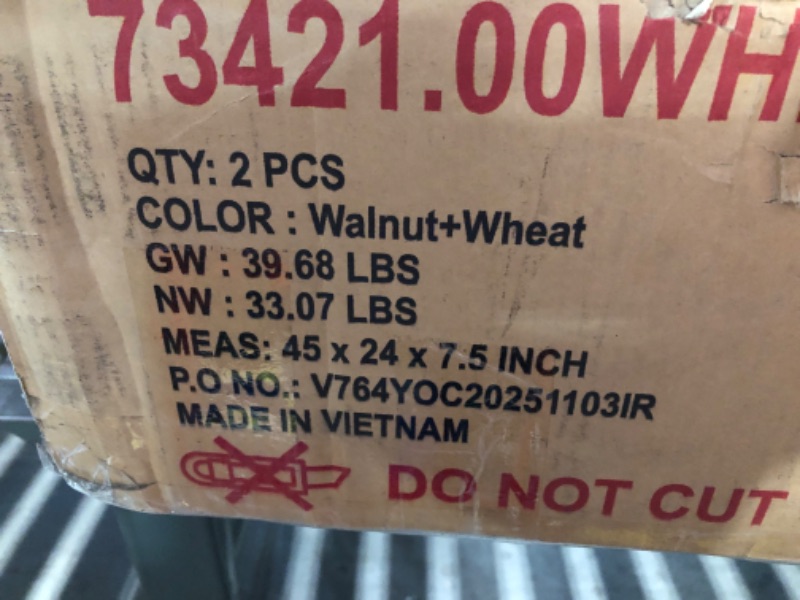 73421.00WH
QTY: 2 PCS
COLOR : Walnut+Wheat
GW : 39.68 LBS
NW : 33.07 LBS
MEAS: 45 x 24 x 7.5 INCH
P.O NO.: V764YOC20251103IR
MADE IN VIETNAM
DO NOT CUT